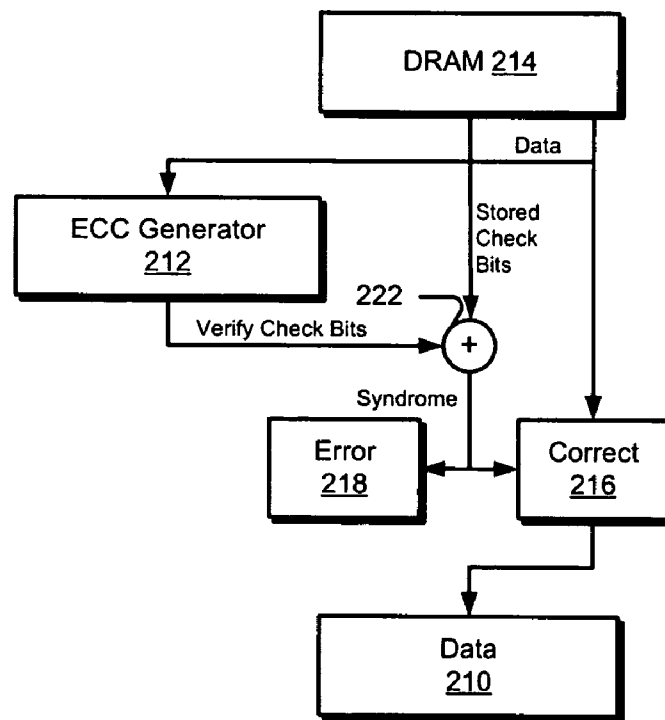 DRAM 214
Data
ECC Generator
212
Stored
Check
Bits
222
Verify Check Bits
+
Syndrome
Error
218
Correct
216
Data
210